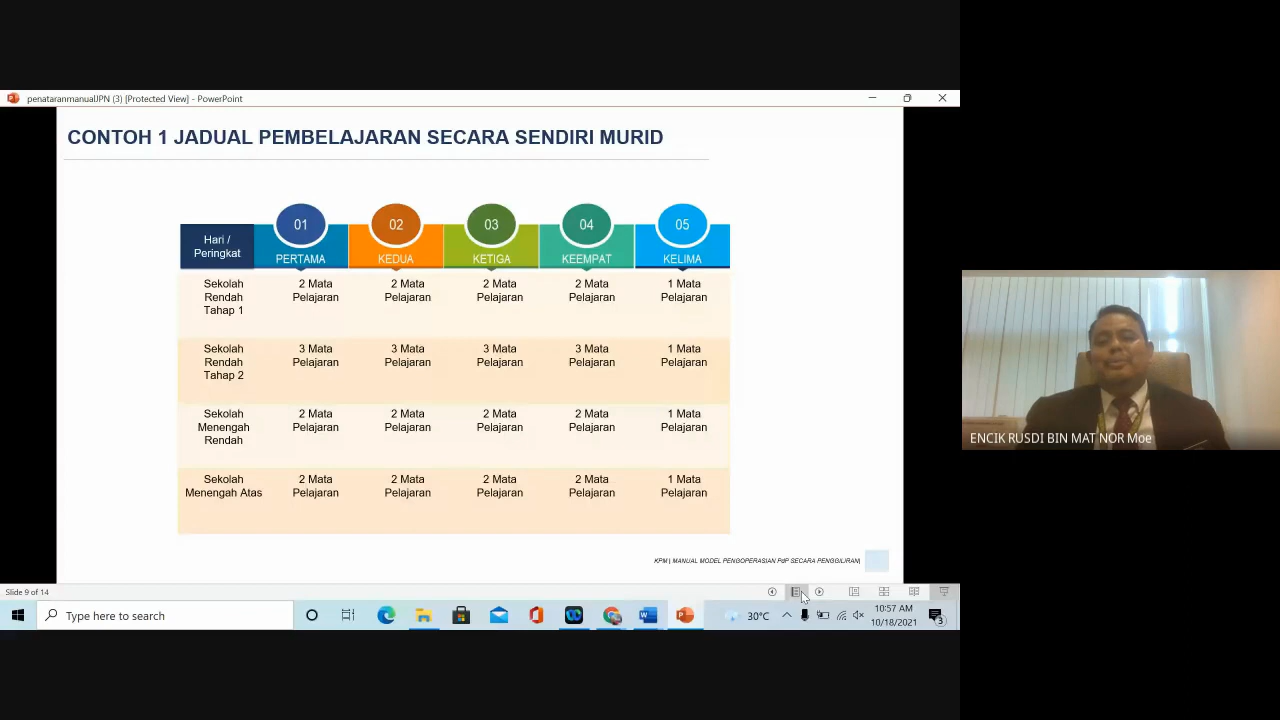 penataranmanualJPN (3) [Protected View] - PowerPoint
CONTOH 1 JADUAL PEMBELAJARAN SECARA SENDIRI MURID
01 02 03 04 05
Hari /
Peringkat
PERTAMA KEDUA KETIGA KEEMPAT KELIMA
Sekolah 2 Mata 2 Mata 2 Mata 2 Mata 1 Mata
Rendah Pelajaran Pelajaran Pelajaran Pelajaran Pelajaran
Tahap 1
Sekolah 3 Mata 3 Mata 3 Mata 3 Mata 1 Mata
Rendah Pelajaran Pelajaran Pelajaran Pelajaran Pelajaran
Tahap 2
Sekolah 2 Mata 2 Mata 2 Mata 2 Mata 1 Mata
Menengah Pelajaran Pelajaran Pelajaran Pelajaran Pelajaran
Rendah
Sekolah 2 Mata 2 Mata 2 Mata 2 Mata 1 Mata
Menengah Atas Pelajaran Pelajaran Pelajaran Pelajaran Pelajaran
KPM | MANUAL MODEL PENGOPERASIAN PdP SECARA PENGGILIRAN|
Slide 9 of 14
Type here to search
30°C
10:57 AM
10/18/2021
3
ENCIK RUSDI BIN MAT NOR Moe